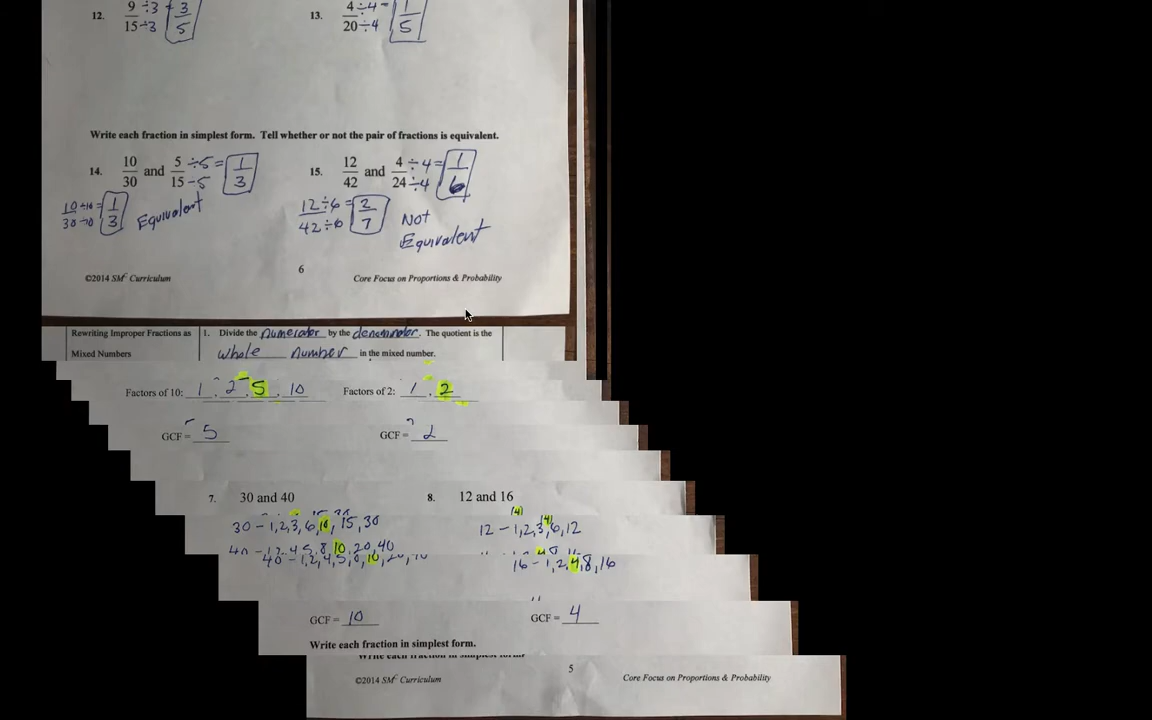 12. 9/15 ÷3/÷3 = 3/5 13. 4/20 ÷4/÷4 = 1/5
Write each fraction in simplest form. Tell whether or not the pair of fractions is equivalent.
14. 10/30 and 5/15 ÷5/-5 = 1/3 15. 12/42 and 4/24 ÷4/÷4 = 1/6
10/30 ÷10/÷10 = 1/3 Equivalent 12÷6/42÷6 = 2/7 Not
Equivalent
6
©2014 SM Curriculum Core Focus on Proportions & Probability
Rewriting Improper Fractions as 1. Divide the numerator by the denominator. The quotient is the
Mixed Numbers whole number in the mixed number.
Factors of 10: 1, 2, 5, 10 Factors of 2: 1, 2
GCF = 5 GCF = 2
7. 30 and 40 8. 12 and 16
30 - 1,2,3,6,10,15,30 12 - 1,2,3,6,12
40 - 1,2,4,5,8,10,20,40
16 - 1,2,4,8,16
GCF = 10 GCF = 4
Write each fraction in simplest form.
5
©2014 SM Curriculum Core Focus on Proportions & Probability